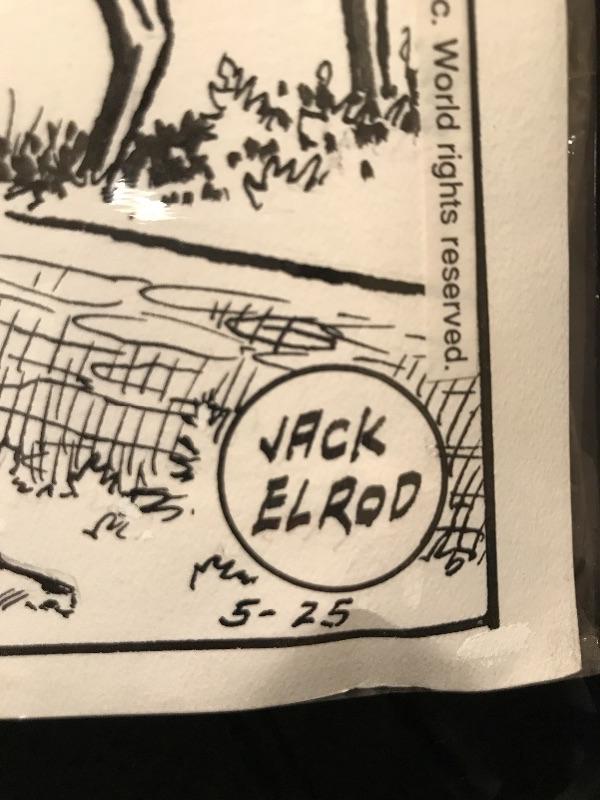 c. World rights reserved.
JACK
ELROD
5-25